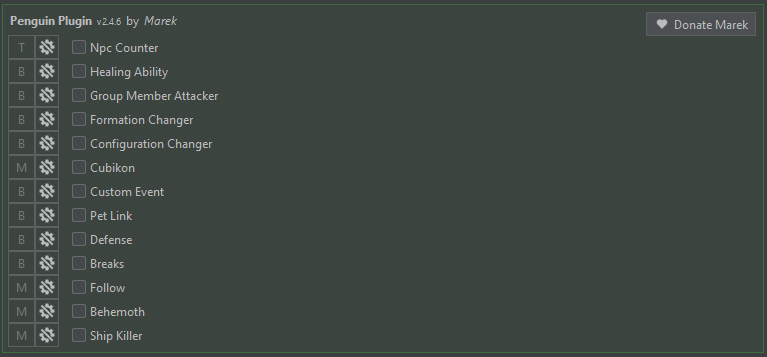 Penguin Plugin v2.4.6 by Marek
Donate Marek
T Npc Counter
B Healing Ability
B Group Member Attacker
B Formation Changer
B Configuration Changer
M Cubikon
B Custom Event
B Pet Link
B Defense
B Breaks
M Follow
M Behemoth
M Ship Killer